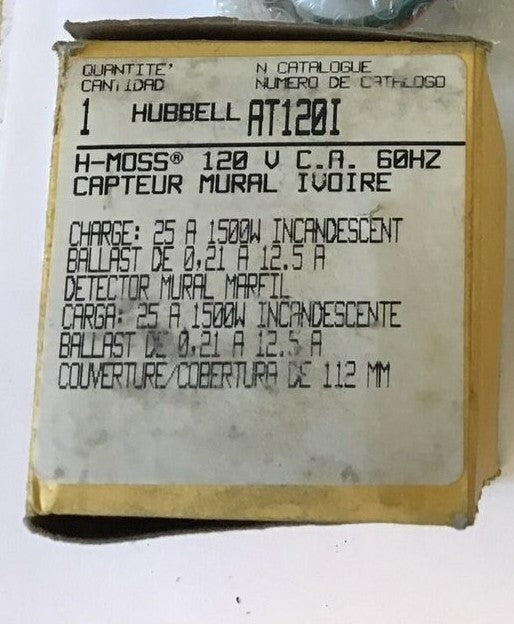 QUANTITE' N CATALOGUE
CANTIDAD NUMERO DE CATALOGO
1 HUBBELL AT120I
H-MOSS® 120 V C.A. 60HZ
CAPTEUR MURAL IVOIRE
CHARGE: 25 A 1500W INCANDESCENT
BALLAST DE 0,21 A 12.5 A
DETECTOR MURAL MARFIL
CARGA: 25 A 1500W INCANDESCENTE
BALLAST DE 0,21 A 12.5 A
COUVERTURE/COBERTURA DE 112 MM